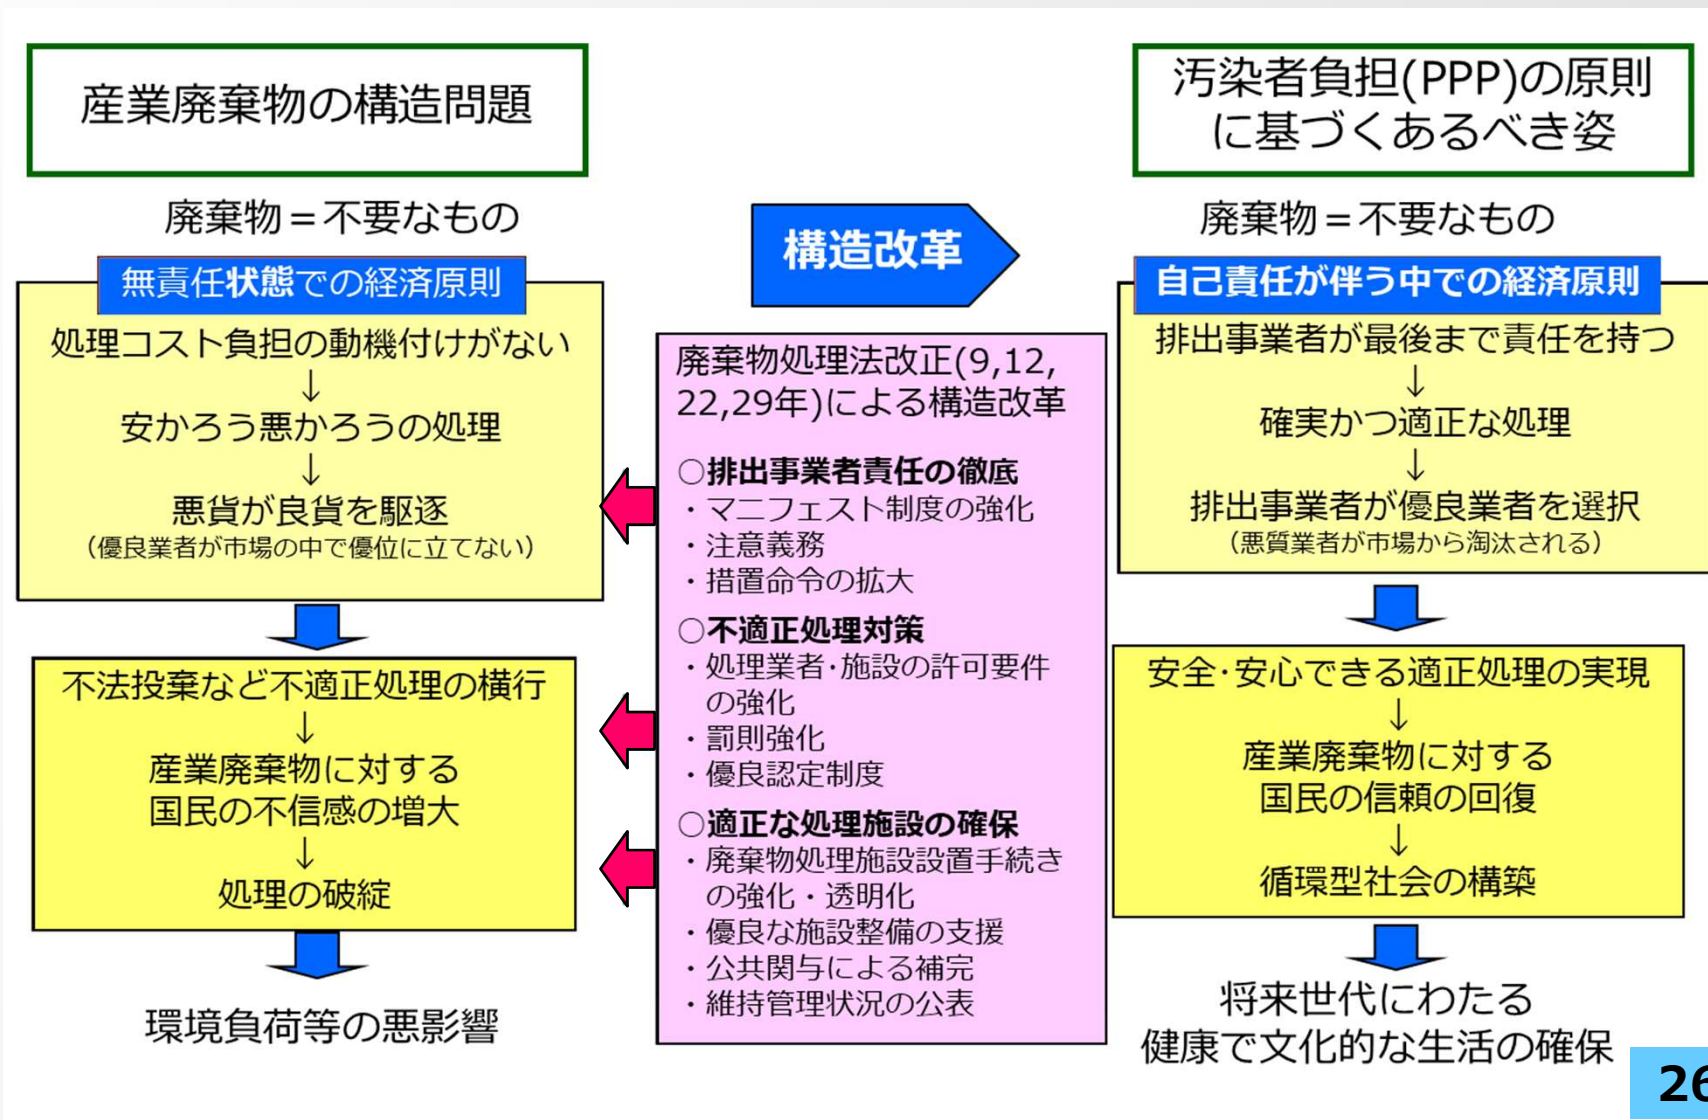 産業廃棄物の構造問題
廃棄物＝不要なもの
無責任状態での経済原則
処理コスト負担の動機付けがない
↓
安かろう悪かろうの処理
↓
悪貨が良貨を駆逐
（優良業者が市場の中で優位に立てない）
不法投棄など不適正処理の横行
↓
産業廃棄物に対する
国民の不信感の増大
↓
処理の破綻
環境負荷等の悪影響
構造改革
廃棄物処理法改正(9,12,
22,29年)による構造改革
○排出事業者責任の徹底
・マニフェスト制度の強化
・注意義務
・措置命令の拡大
○不適正処理対策
・処理業者･施設の許可要件
の強化
・罰則強化
・優良認定制度
○適正な処理施設の確保
・廃棄物処理施設設置手続き
の強化・透明化
・優良な施設整備の支援
・公共関与による補完
・維持管理状況の公表
汚染者負担(PPP)の原則
に基づくあるべき姿
廃棄物＝不要なもの
自己責任が伴う中での経済原則
排出事業者が最後まで責任を持つ
↓
確実かつ適正な処理
↓
排出事業者が優良業者を選択
（悪質業者が市場から淘汰される）
安全･安心できる適正処理の実現
↓
産業廃棄物に対する
国民の信頼の回復
↓
循環型社会の構築
将来世代にわたる
健康で文化的な生活の確保
26